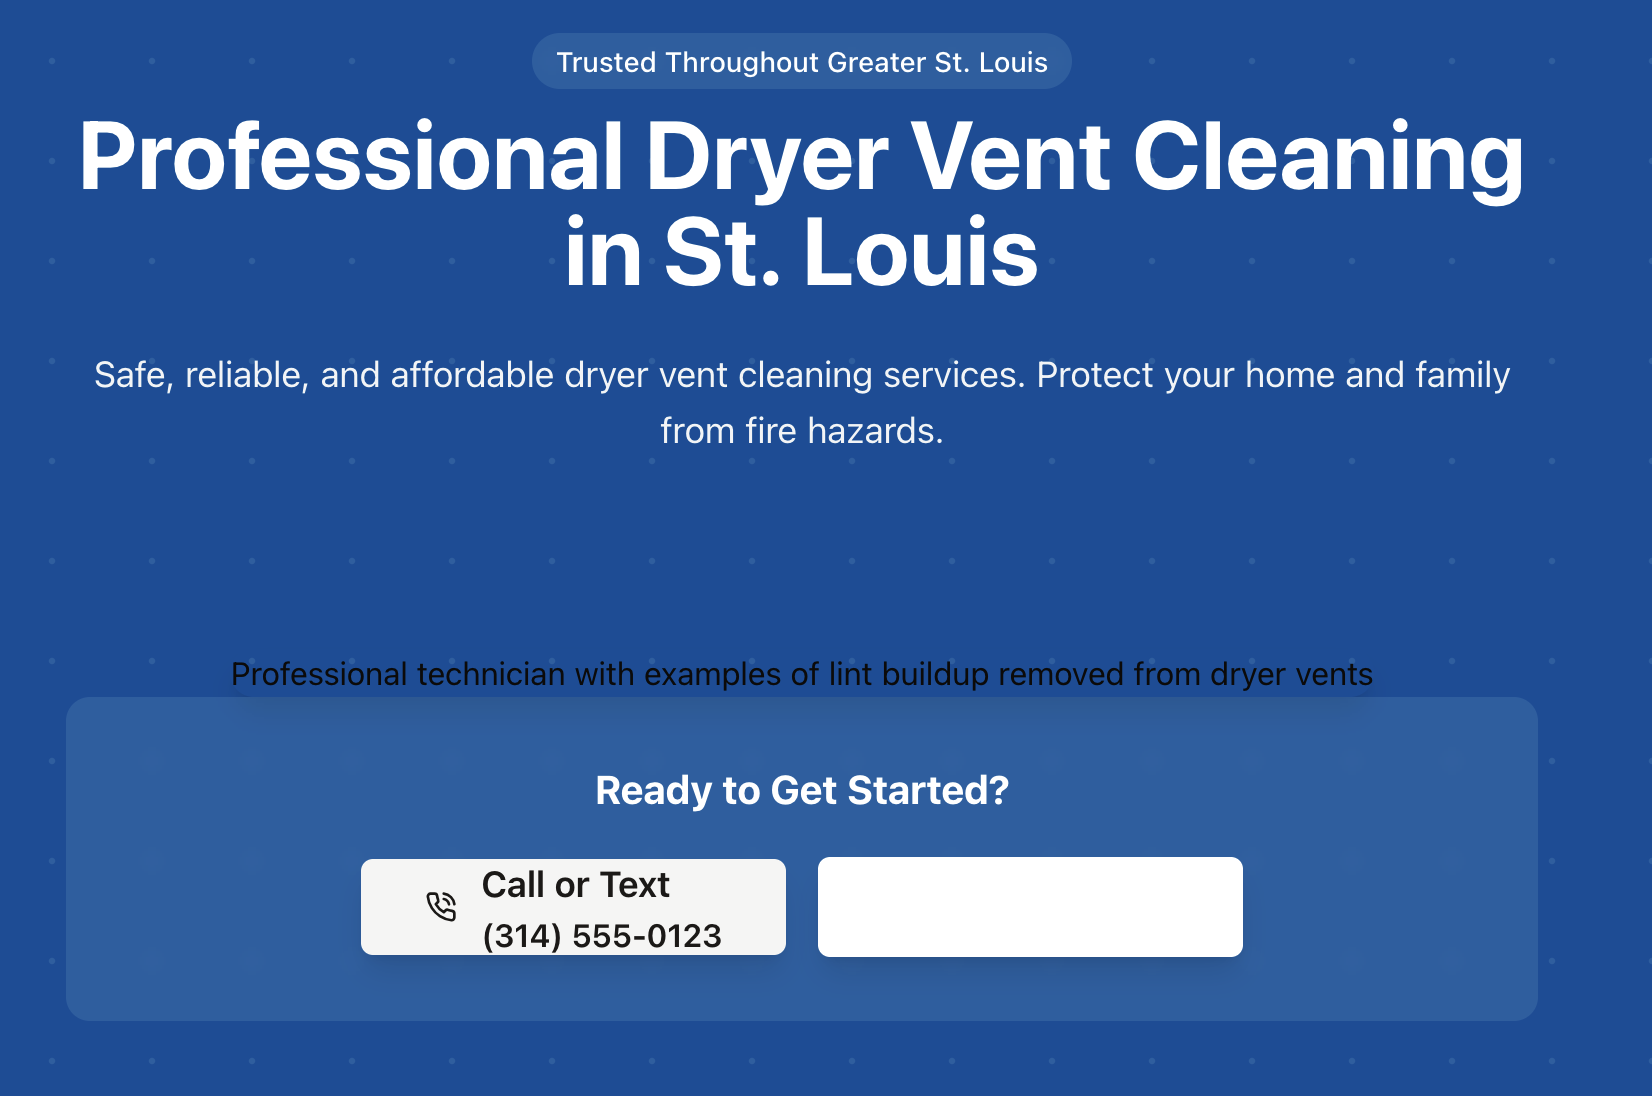 Trusted Throughout Greater St. Louis
Professional Dryer Vent Cleaning
in St. Louis
Safe, reliable, and affordable dryer vent cleaning services. Protect your home and family
from fire hazards.
Professional technician with examples of lint buildup removed from dryer vents
Ready to Get Started?
Call or Text
(314) 555-0123